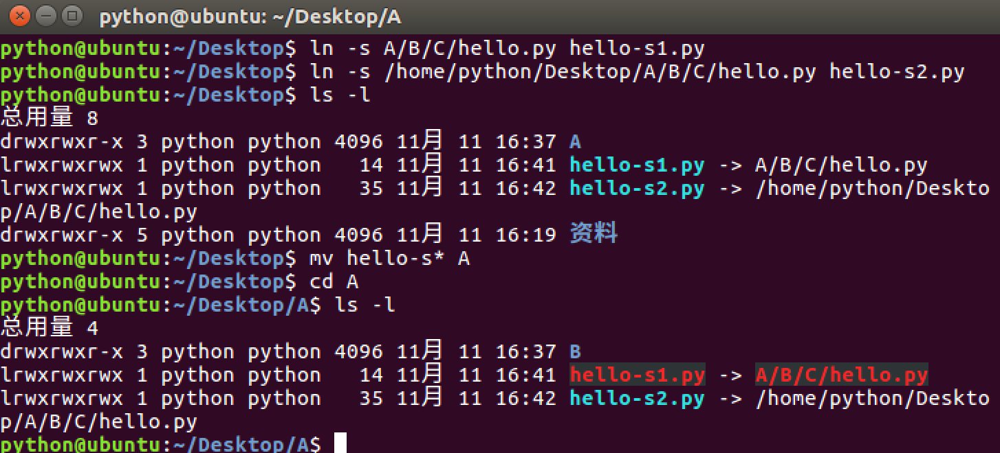 python@ubuntu: ~/Desktop/A
python@ubuntu:~/Desktop$ ln -s A/B/C/hello.py hello-s1.py
python@ubuntu:~/Desktop$ ln -s /home/python/Desktop/A/B/C/hello.py hello-s2.py
python@ubuntu:~/Desktop$ ls -l
总用量 8
drwxrwxr-x 3 python python 4096 11月 11 16:37 A
lrwxrwxrwx 1 python python   14 11月 11 16:41 hello-s1.py -> A/B/C/hello.py
lrwxrwxrwx 1 python python   35 11月 11 16:42 hello-s2.py -> /home/python/Deskto
p/A/B/C/hello.py
drwxrwxr-x 5 python python 4096 11月 11 16:19 资料
python@ubuntu:~/Desktop$ mv hello-s* A
python@ubuntu:~/Desktop$ cd A
python@ubuntu:~/Desktop/A$ ls -l
总用量 4
drwxrwxr-x 3 python python 4096 11月 11 16:37 B
lrwxrwxrwx 1 python python   14 11月 11 16:41 hello-s1.py -> A/B/C/hello.py
lrwxrwxrwx 1 python python   35 11月 11 16:42 hello-s2.py -> /home/python/Deskto
p/A/B/C/hello.py
python@ubuntu:~/Desktop/A$